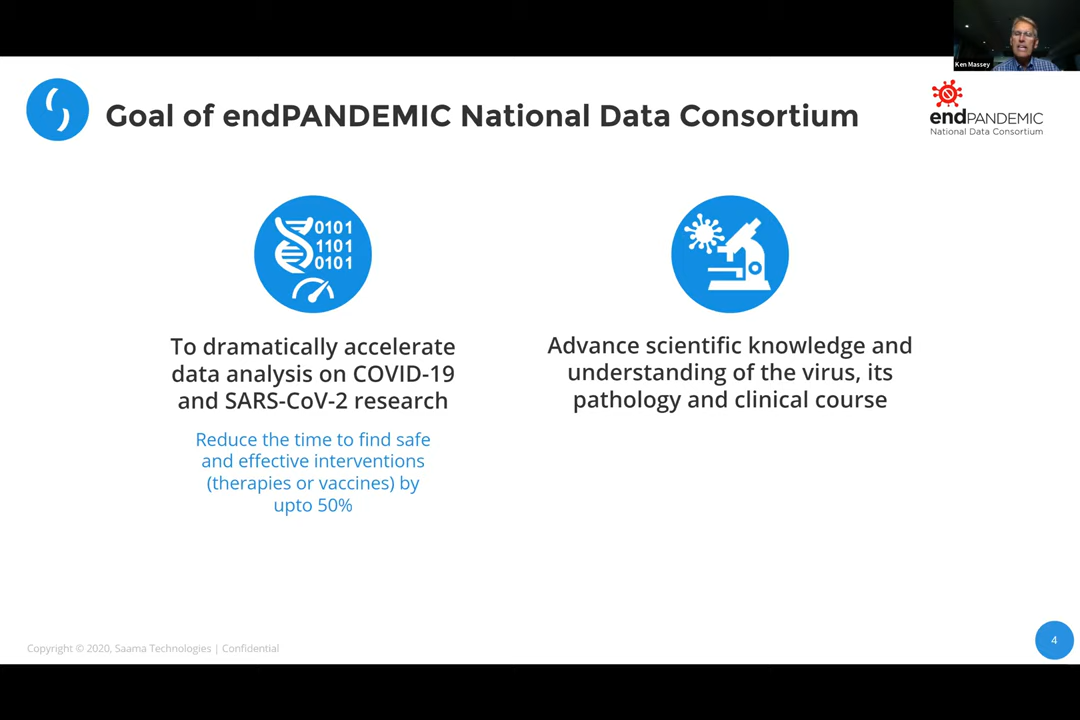 Ken Massey
Goal of endPANDEMIC National Data Consortium
endPANDEMIC
National Data Consortium
0101
1101
0101
To dramatically accelerate
data analysis on COVID-19
and SARS-CoV-2 research
Reduce the time to find safe
and effective interventions
(therapies or vaccines) by
upto 50%
Advance scientific knowledge and
understanding of the virus, its
pathology and clinical course
Copyright © 2020, Saama Technologies | Confidential
4